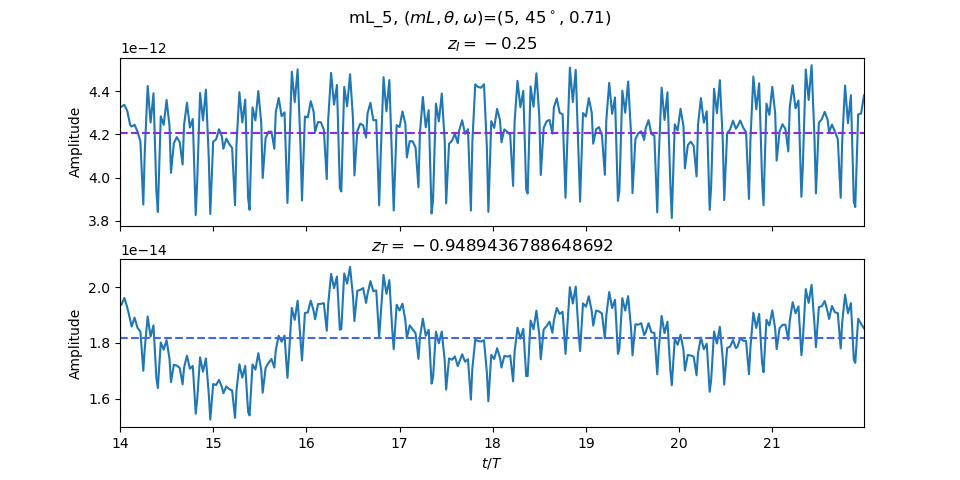 mL_5, (mL, θ, ω)=(5, 45°, 0.71)
z_I = −0.25
1e−12
4.4
4.2
4.0
3.8
Amplitude
z_T = −0.9489436788648692
1e−14
2.0
1.8
1.6
Amplitude
14 15 16 17 18 19 20 21
t/T